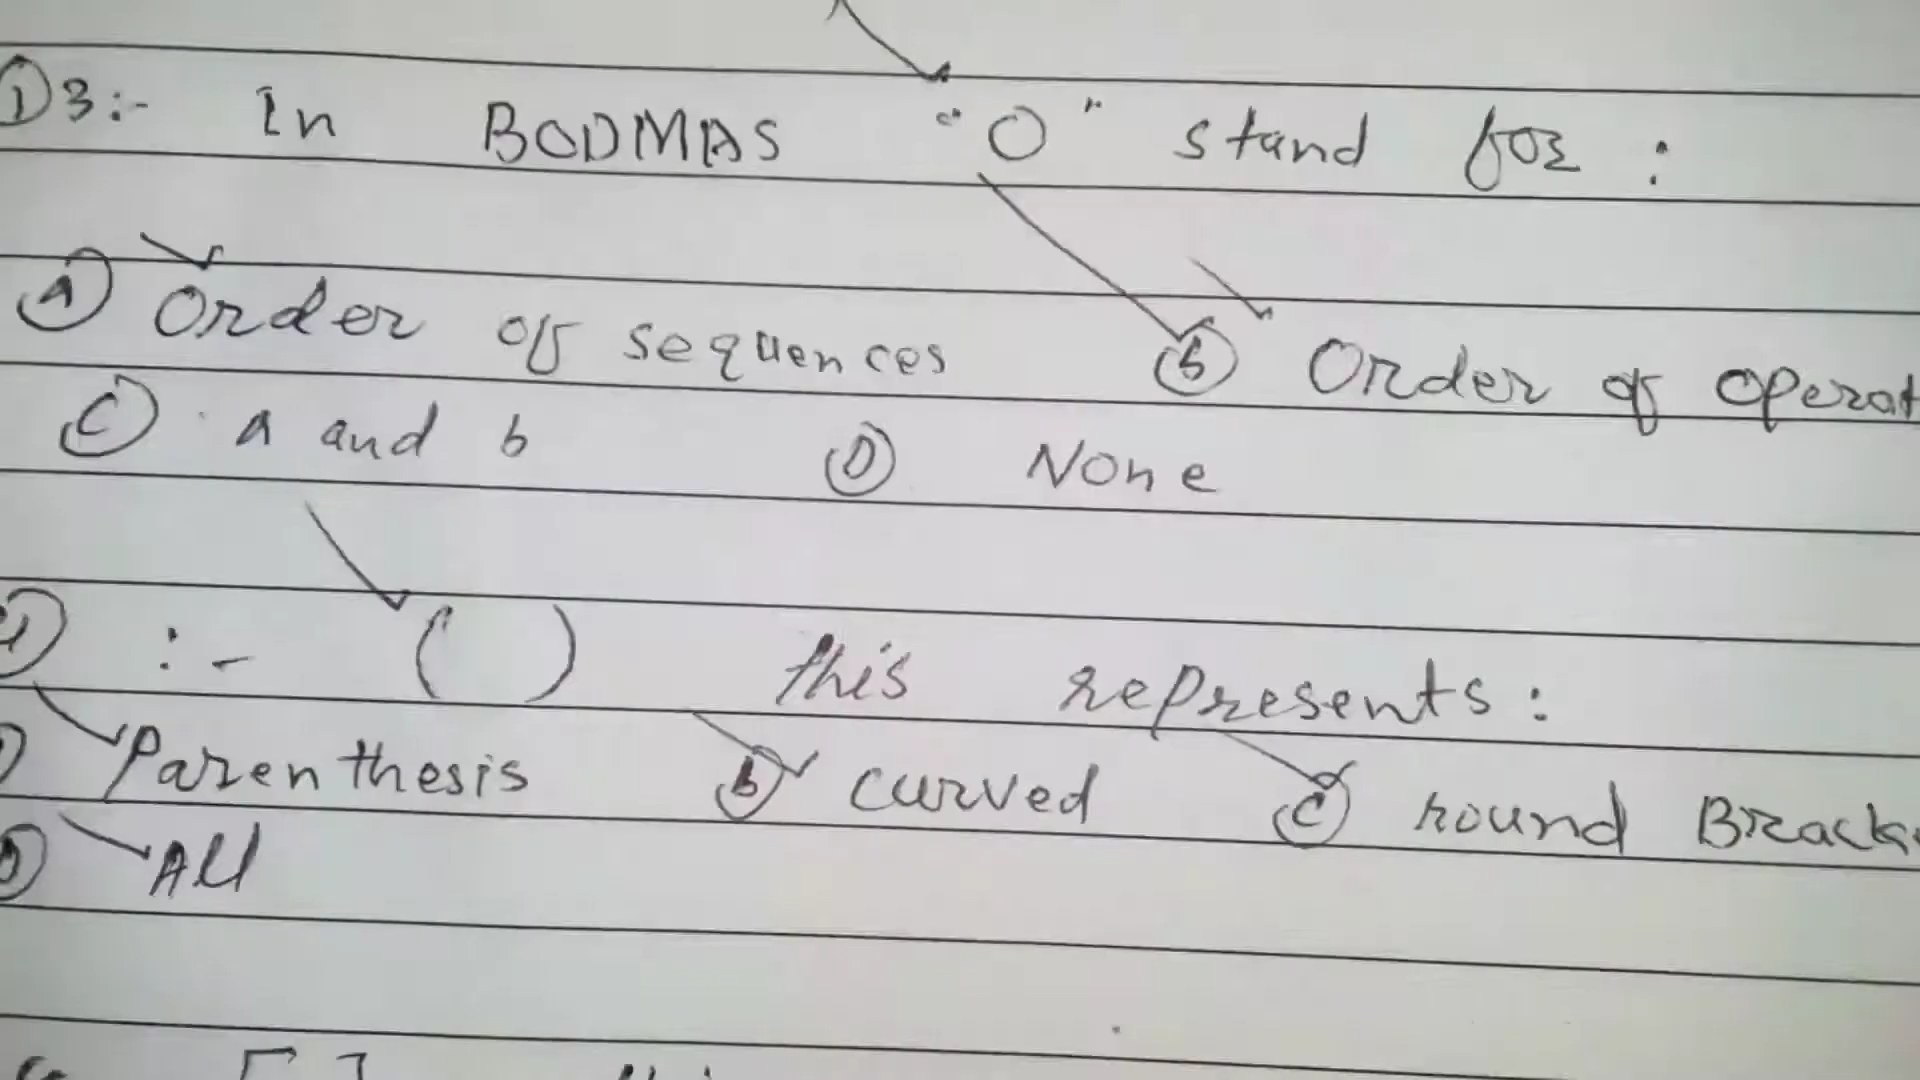 Q3:- In BODMAS "O" stand for :
(A) Order of sequences (B) Order of operat
(C) a and b (D) None
:- ( ) this represents :
Parenthesis (b) curved (C) round Brack
All
[ ]